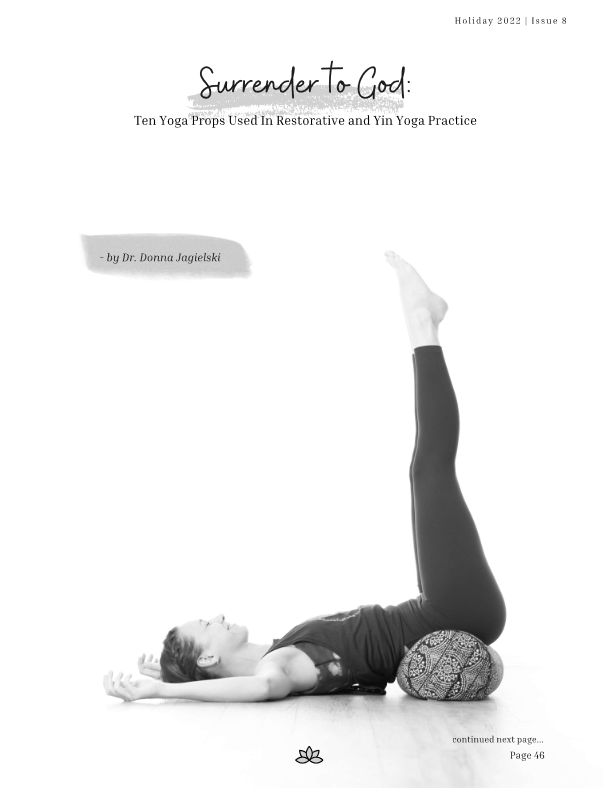 Holiday 2022 | Issue 8
Surrender to God:
Ten Yoga Props Used In Restorative and Yin Yoga Practice
- by Dr. Donna Jagielski
continued next page...
Page 46